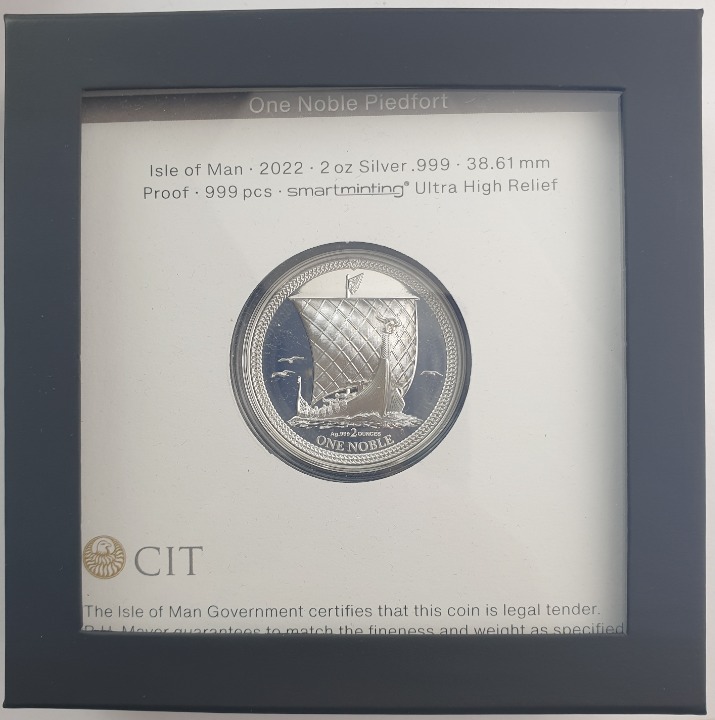 One Noble Piedfort
Isle of Man · 2022 · 2 oz Silver .999 · 38.61 mm
Proof · 999 pcs · smartminting® Ultra High Relief
Ag .999 2 OUNCES
ONE NOBLE
CIT
The Isle of Man Government certifies that this coin is legal tender.
B.H. Mayer guarantees to match the fineness and weight as specified